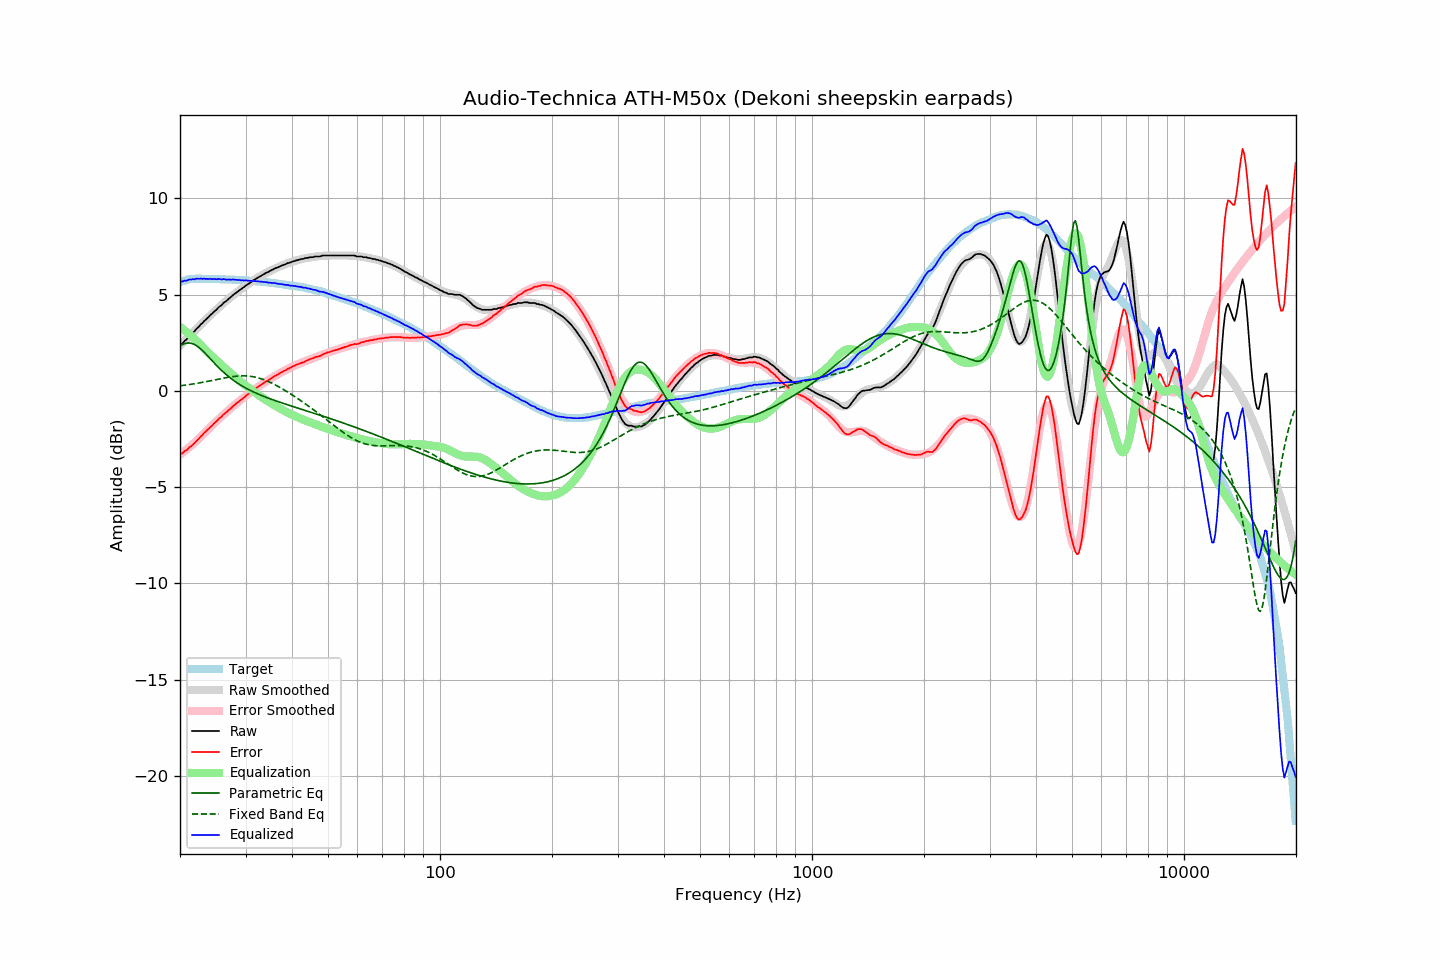 Audio-Technica ATH-M50x (Dekoni sheepskin earpads)
Amplitude (dBr)
10
5
0
−5
−10
−15
−20
Target
Raw Smoothed
Error Smoothed
Raw
Error
Equalization
Parametric Eq
Fixed Band Eq
Equalized
100
1000
10000
Frequency (Hz)